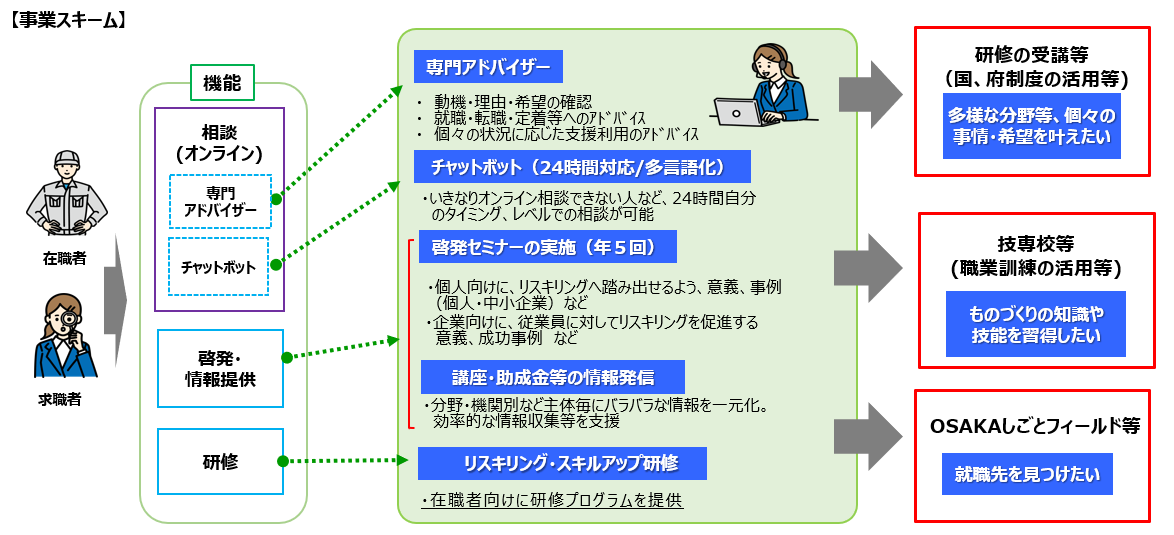 【事業スキーム】
在職者
求職者
機能
相談
(オンライン)
専門
アドバイザー
チャットボット
啓発・
情報提供
研修
専門アドバイザー
・ 動機・理由・希望の確認
・ 就職・転職・定着等へのｱﾄﾞﾊﾞｲｽ
・ 個々の状況に応じた支援利用のｱﾄﾞﾊﾞｲｽ
チャットボット（24時間対応/多言語化）
・いきなりオンライン相談できない人など、24時間自分
のタイミング、レベルでの相談が可能
啓発セミナーの実施（年５回）
・個人向けに、リスキリングへ踏み出せるよう、意義、事例
（個人・中小企業）など
・企業向けに、従業員に対してリスキリングを促進する
意義、成功事例　など
講座・助成金等の情報発信
・分野・機関別など主体毎にバラバラな情報を一元化。
効率的な情報収集等を支援
リスキリング・スキルアップ研修
・在職者向けに研修プログラムを提供
研修の受講等
（国、府制度の活用等)
多様な分野等、個々の
事情・希望を叶えたい
技専校等
(職業訓練の活用等)
ものづくりの知識や
技能を習得したい
OSAKAしごとフィールド等
就職先を見つけたい